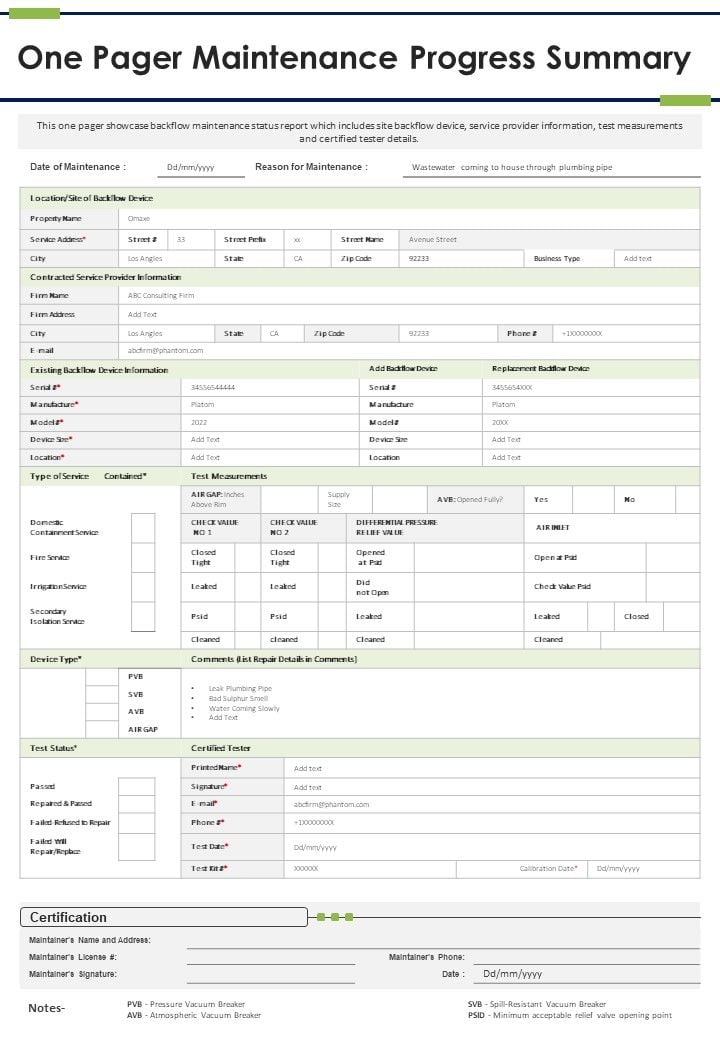 One Pager Maintenance Progress Summary
This one pager showcase backflow maintenance status report which includes site backflow device, service provider information, test measurements
and certified tester details.
Date of Maintenance : Dd/mm/yyyy Reason for Maintenance : Wastewater coming to house through plumbing pipe
Location/Site of Backflow Device
Property Name Omaxe
Service Address* Street # 33 Street Prefix xx Street Name Avenue Street
City Los Angles State CA Zip Code 92233 Business Type Add text
Contracted Service Provider Information
Firm Name ABC Consulting Firm
Firm Address Add Text
City Los Angles State CA Zip Code 92233 Phone # +1XXXXXXXX
E-mail abcfirm@phantom.com
Existing Backflow Device Information Add Backflow Device Replacement Backflow Device
Serial #* 34556544444 Serial # 3455654XXX
Manufacture* Platom Manufacture Platom
Model #* 2022 Model # 20XX
Device Size* Add Text Device Size Add Text
Location* Add Text Location Add Text
Type of Service Contained* Test Measurements
AIR GAP: Inches Above Rim Supply Size AVB: Opened Fully? Yes No
Domestic Containment Service CHECK VALUE NO 1 CHECK VALUE NO 2 DIFFERENTIAL PRESSURE RELIEF VALUE AIR INLET
Fire Service Closed Tight Closed Tight Opened at Psid Open at Psid
Irrigation Service Leaked Leaked Did not Open Check Value Psid
Secondary Isolation Service Psid Psid Leaked Leaked Closed
Cleaned cleaned Cleaned Cleaned
Device Type* Comments (List Repair Details in Comments)
PVB
SVB
AVB
AIR GAP
• Leak Plumbing Pipe
• Bad Sulphur Smell
• Water Coming Slowly
• Add Text
Test Status* Certified Tester
Printed Name* Add text
Passed Signature* Add text
Repaired & Passed E-mail* abcfirm@phantom.com
Failed-Refused to Repair Phone #* +1XXXXXXXX
Failed Will Repair/Replace Test Date* Dd/mm/yyyy
Test Kit #* XXXXXX Calibration Date* Dd/mm/yyyy
Certification
Maintainer's Name and Address:
Maintainer's License #: Maintainer's Phone:
Maintainer's Signature: Date : Dd/mm/yyyy
Notes- PVB - Pressure Vacuum Breaker SVB - Spill-Resistant Vacuum Breaker
AVB - Atmospheric Vacuum Breaker PSID - Minimum acceptable relief valve opening point